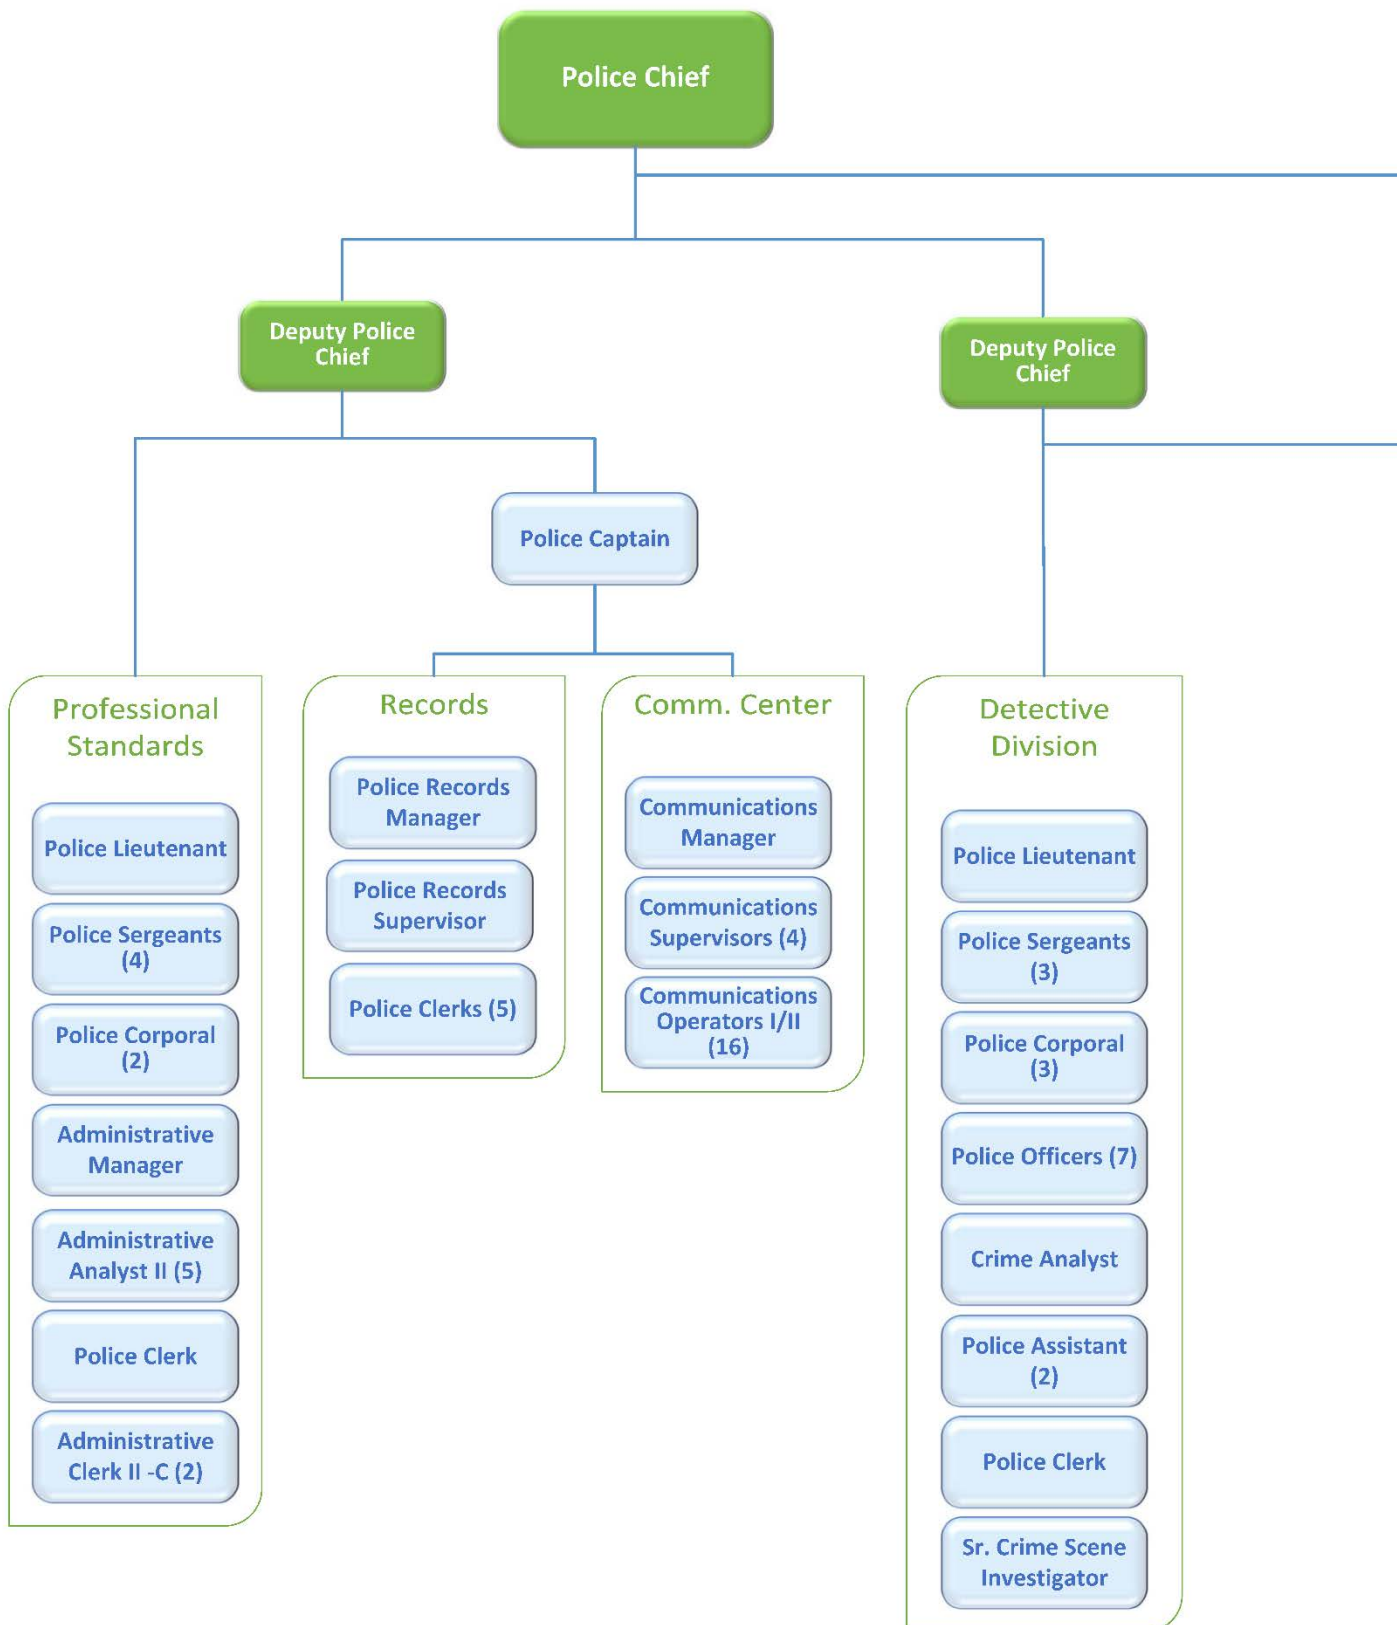 Police Chief
Deputy Police
Chief
Deputy Police
Chief
Police Captain
Professional
Standards
Police Lieutenant
Police Sergeants
(4)
Police Corporal
(2)
Administrative
Manager
Administrative
Analyst II (5)
Police Clerk
Administrative
Clerk II -C (2)
Records
Police Records
Manager
Police Records
Supervisor
Police Clerks (5)
Comm. Center
Communications
Manager
Communications
Supervisors (4)
Communications
Operators I/II
(16)
Detective
Division
Police Lieutenant
Police Sergeants
(3)
Police Corporal
(3)
Police Officers (7)
Crime Analyst
Police Assistant
(2)
Police Clerk
Sr. Crime Scene
Investigator